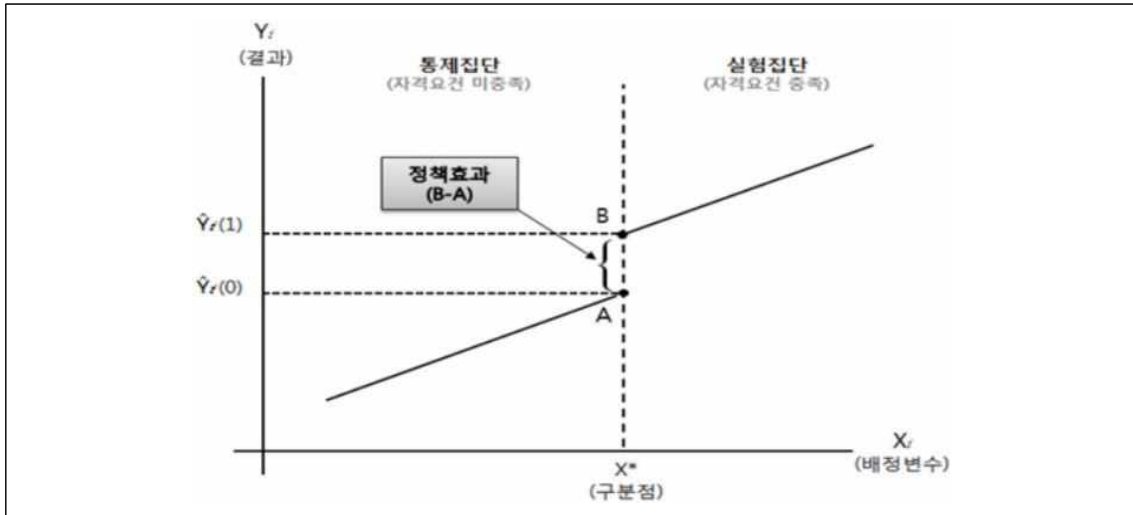 Yᵢ
(결과)
통제집단
(자격요건 미충족)
실험집단
(자격요건 충족)
정책효과
(B-A)
B
Ŷᵢ(1)
Ŷᵢ(0)
A
Xᵢ
(배정변수)
X*
(구분점)